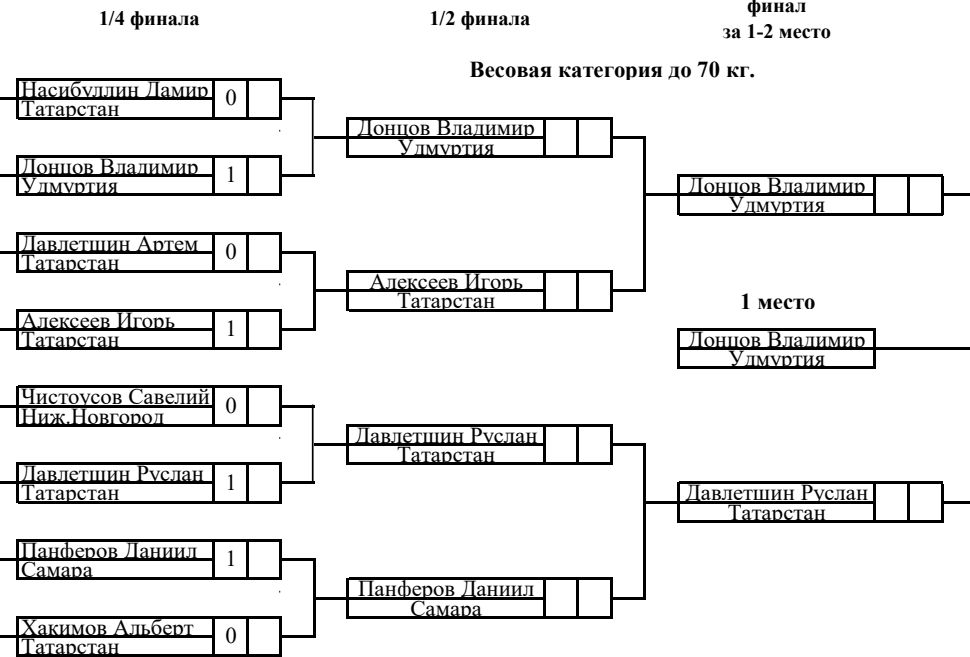 1/4 финала
1/2 финала
финал
за 1-2 место
Весовая категория до 70 кг.
Насибуллин Дамир 0
Татарстан
Донцов Владимир 1
Удмуртия
Давлетшин Артем 0
Татарстан
Алексеев Игорь 1
Татарстан
Чистоусов Савелий 0
Ниж.Новгород
Давлетшин Руслан 1
Татарстан
Панферов Даниил 1
Самара
Хакимов Альберт 0
Татарстан
Донцов Владимир
Удмуртия
Алексеев Игорь
Татарстан
Давлетшин Руслан
Татарстан
Панферов Даниил
Самара
Донцов Владимир
Удмуртия
1 место
Донцов Владимир
Удмуртия
Давлетшин Руслан
Татарстан